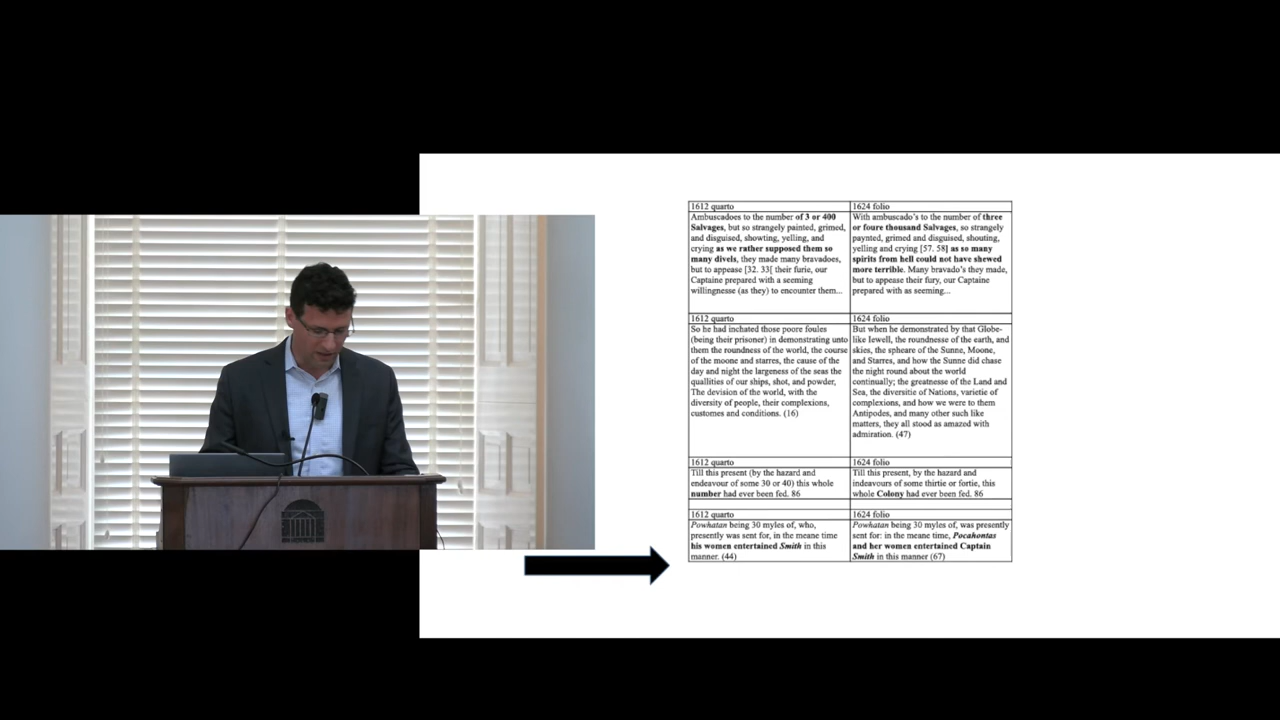 1612 quarto
Ambuscadoes to the number of 3 or 400
Salvages, but so strangely painted, grimed,
and disguised, showting, yelling, and
crying as we rather supposed them so
many divels, they made many bravadoes,
but to appease [32. 33[ their furie, our
Captaine prepared with a seeming
willingnesse (as they) to encounter them...
1624 folio
With ambuscado's to the number of three
or foure thousand Salvages, so strangely
paynted, grimed and disguised, shouting,
yelling and crying [57. 58] as so many
spirits from hell could not have shewed
more terrible. Many bravado's they made,
but to appease their fury, our Captaine
prepared with as seeming...
1612 quarto
So he had inchated those poore foules
(being their prisoner) in demonstrating unto
them the roundness of the world, the course
of the moone and starres, the cause of the
day and night the largeness of the seas the
quallities of our ships, shot, and powder,
The devision of the world, with the
diversity of people, their complexions,
customes and conditions. (16)
1624 folio
But when he demonstrated by that Globe-
like Iewell, the roundnesse of the earth, and
skies, the spheare of the Sunne, Moone,
and Starres, and how the Sunne did chase
the night round about the world
continually; the greatnesse of the Land and
Sea, the diversitie of Nations, varietie of
complexions, and how we were to them
Antipodes, and many other such like
matters, they all stood as amazed with
admiration. (47)
1612 quarto
Till this present (by the hazard and
endeavour of some 30 or 40) this whole
number had ever been fed. 86
1624 folio
Till this present, by the hazard and
indeavours of some thirtie or fortie, this
whole Colony had ever been fed. 86
1612 quarto
Powhatan being 30 myles of, who,
presently was sent for, in the meane time
his women entertained Smith in this
manner. (44)
1624 folio
Powhatan being 30 myles of, was presently
sent for: in the meane time, Pocahontas
and her women entertained Captain
Smith in this manner (67)